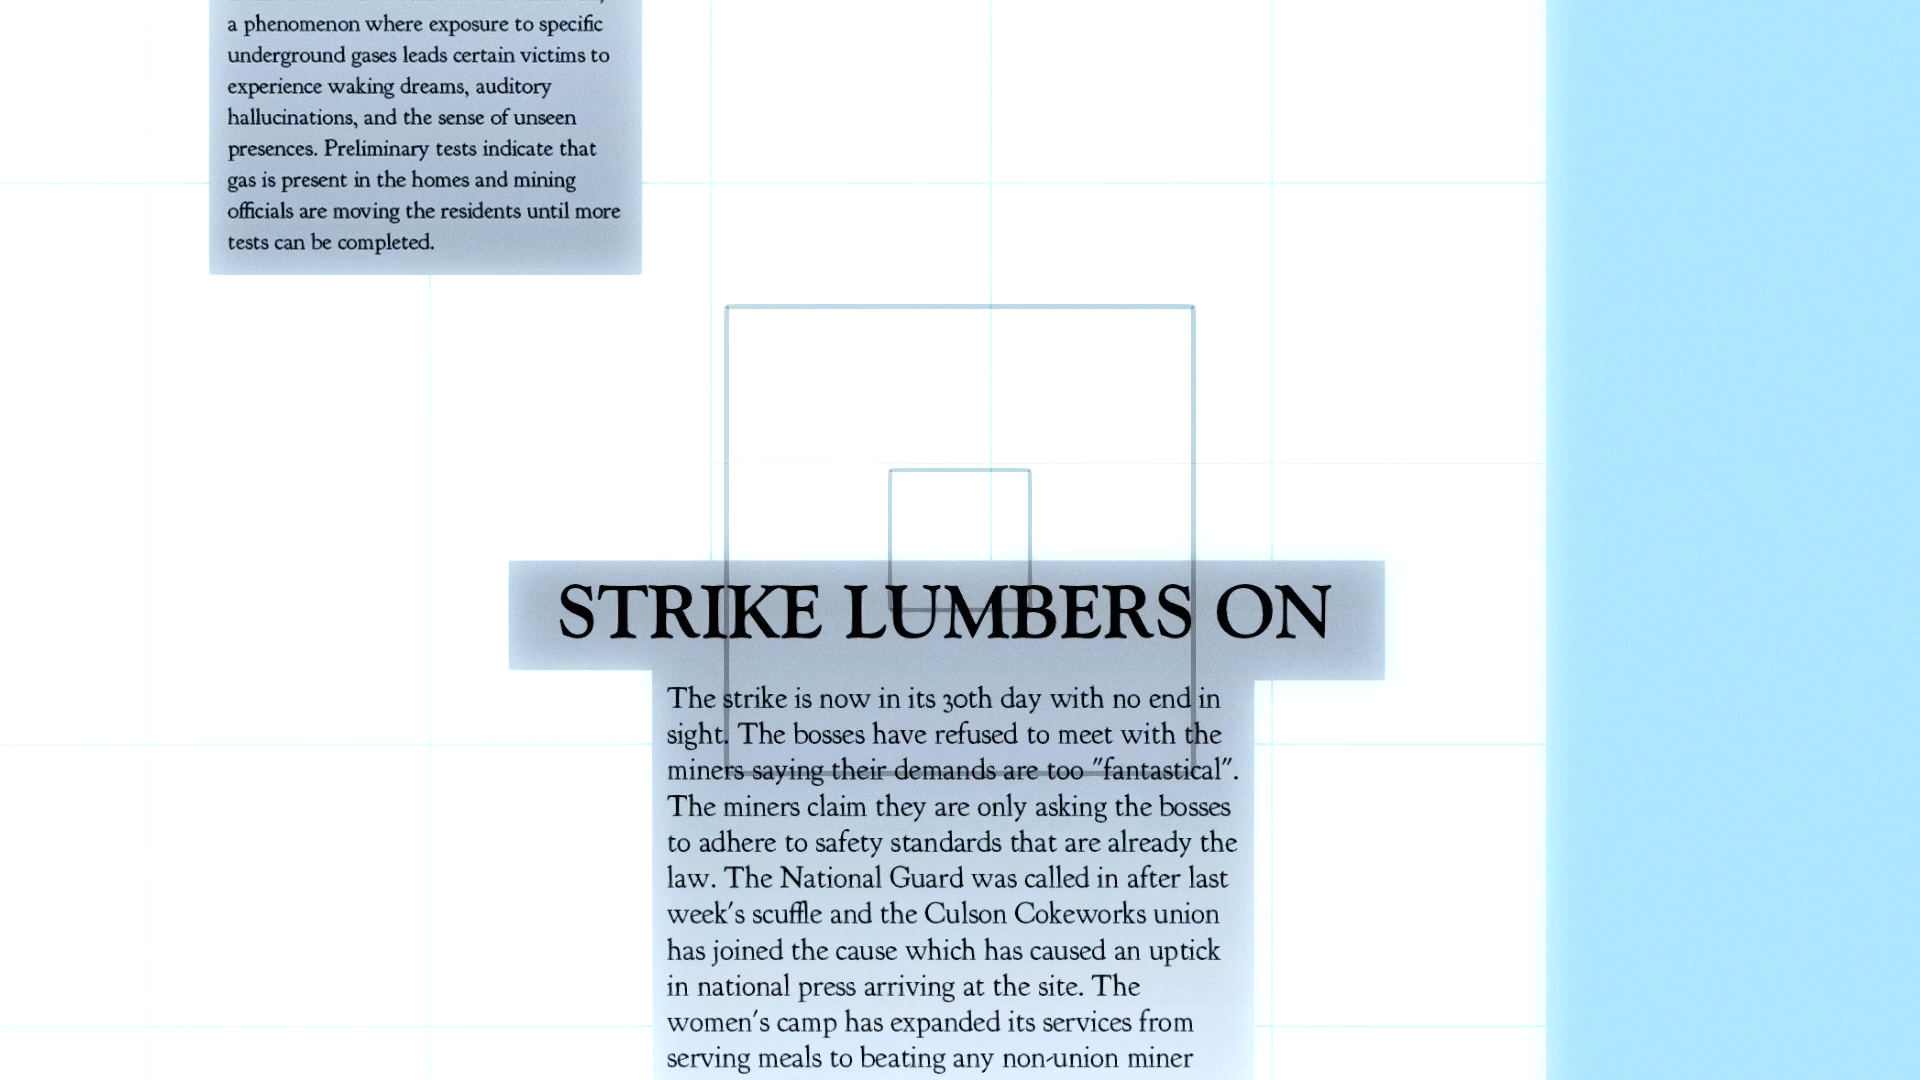 a phenomenon where exposure to specific
underground gases leads certain victims to
experience waking dreams, auditory
hallucinations, and the sense of unseen
presences. Preliminary tests indicate that
gas is present in the homes and mining
officials are moving the residents until more
tests can be completed.
STRIKE LUMBERS ON
The strike is now in its 30th day with no end in
sight. The bosses have refused to meet with the
miners saying their demands are too "fantastical".
The miners claim they are only asking the bosses
to adhere to safety standards that are already the
law. The National Guard was called in after last
week's scuffle and the Culson Cokeworks union
has joined the cause which has caused an uptick
in national press arriving at the site. The
women's camp has expanded its services from
serving meals to beating any non-union miner